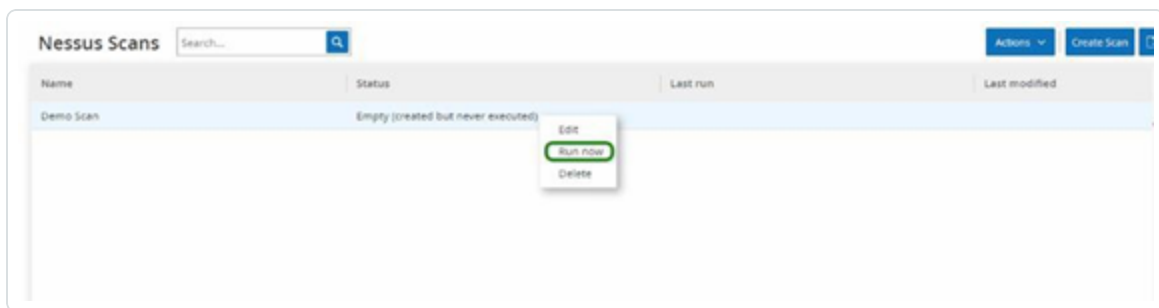 Nessus Scans Search... Actions Create Scan
Name Status Last run Last modified
Demo Scan Empty (created but never executed)
Edit
Run now
Delete